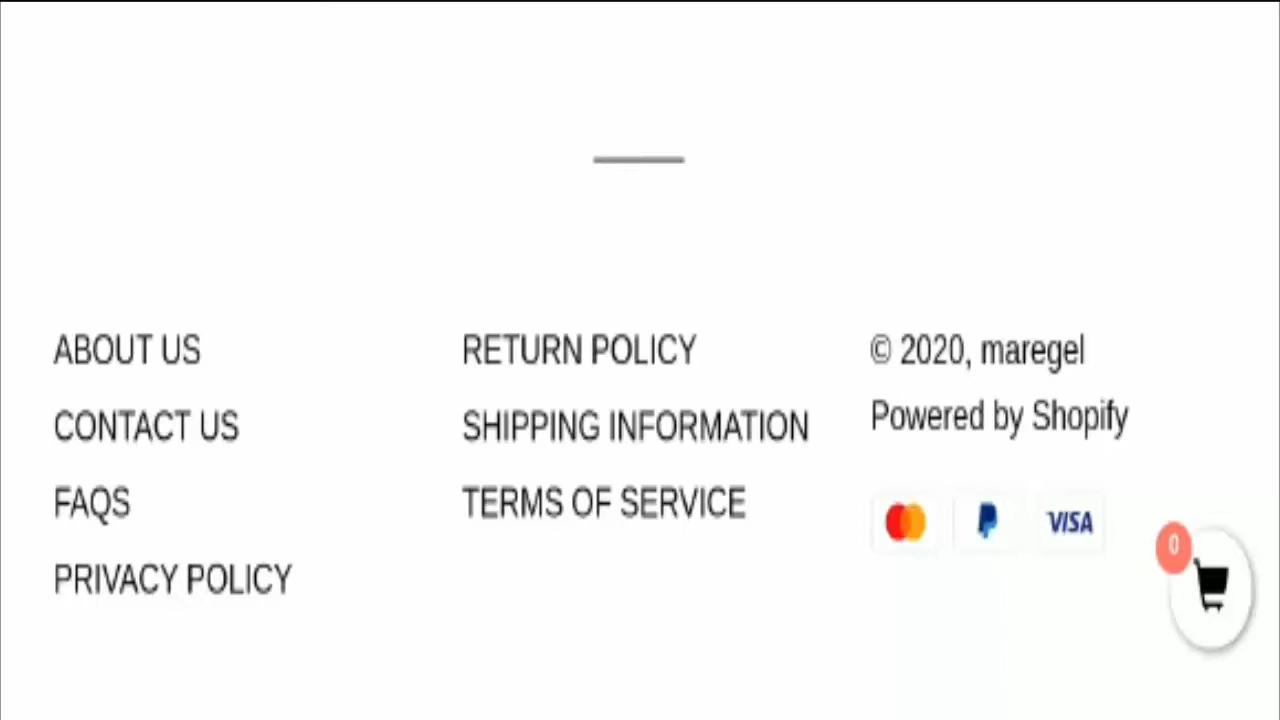 ABOUT US
CONTACT US
FAQS
PRIVACY POLICY
RETURN POLICY
SHIPPING INFORMATION
TERMS OF SERVICE
© 2020, maregel
Powered by Shopify
VISA
0